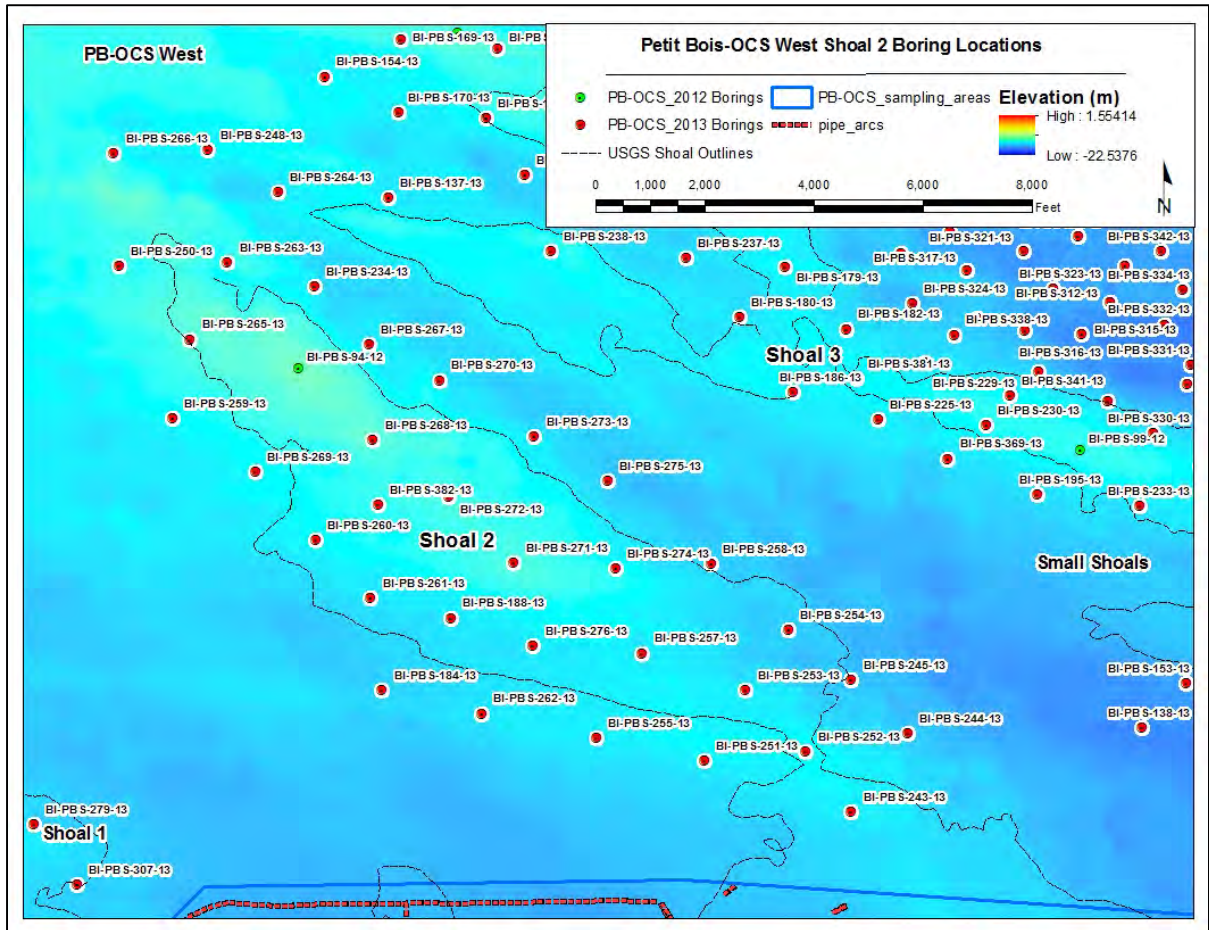 Petit Bois-OCS West Shoal 2 Boring Locations
PB-OCS_2012 Borings
PB-OCS_sampling_areas
Elevation (m)
PB-OCS_2013 Borings
pipe_arcs
High : 1.55414
USGS Shoal Outlines
Low : -22.5376
0 1,000 2,000 4,000 6,000 8,000
Feet
N
PB-OCS West
BI-PBS-169-13
BI-PBS-154-13
BI-PBS-170-13
BI-PBS-266-13
BI-PBS-248-13
BI-PBS-264-13
BI-PBS-137-13
BI-PBS-250-13
BI-PBS-263-13
BI-PBS-234-13
BI-PBS-238-13
BI-PBS-237-13
BI-PBS-179-13
BI-PBS-317-13
BI-PBS-321-13
BI-PBS-342-13
BI-PBS-323-13
BI-PBS-334-13
BI-PBS-324-13
BI-PBS-312-13
BI-PBS-180-13
BI-PBS-182-13
BI-PBS-338-13
BI-PBS-332-13
BI-PBS-315-13
BI-PBS-265-13
BI-PBS-267-13
BI-PBS-94-12
BI-PBS-270-13
Shoal 3
BI-PBS-316-13
BI-PBS-331-13
BI-PBS-381-13
BI-PBS-186-13
BI-PBS-229-13
BI-PBS-341-13
BI-PBS-259-13
BI-PBS-225-13
BI-PBS-230-13
BI-PBS-330-13
BI-PBS-268-13
BI-PBS-273-13
BI-PBS-369-13
BI-PBS-99-12
BI-PBS-269-13
BI-PBS-275-13
BI-PBS-195-13
BI-PBS-233-13
BI-PBS-382-13
BI-PBS-272-13
BI-PBS-260-13
Shoal 2
BI-PBS-271-13
BI-PBS-274-13
BI-PBS-258-13
Small Shoals
BI-PBS-261-13
BI-PBS-188-13
BI-PBS-254-13
BI-PBS-276-13
BI-PBS-257-13
BI-PBS-184-13
BI-PBS-253-13
BI-PBS-245-13
BI-PBS-153-13
BI-PBS-262-13
BI-PBS-255-13
BI-PBS-244-13
BI-PBS-138-13
BI-PBS-251-13
BI-PBS-252-13
BI-PBS-243-13
BI-PBS-279-13
Shoal 1
BI-PBS-307-13